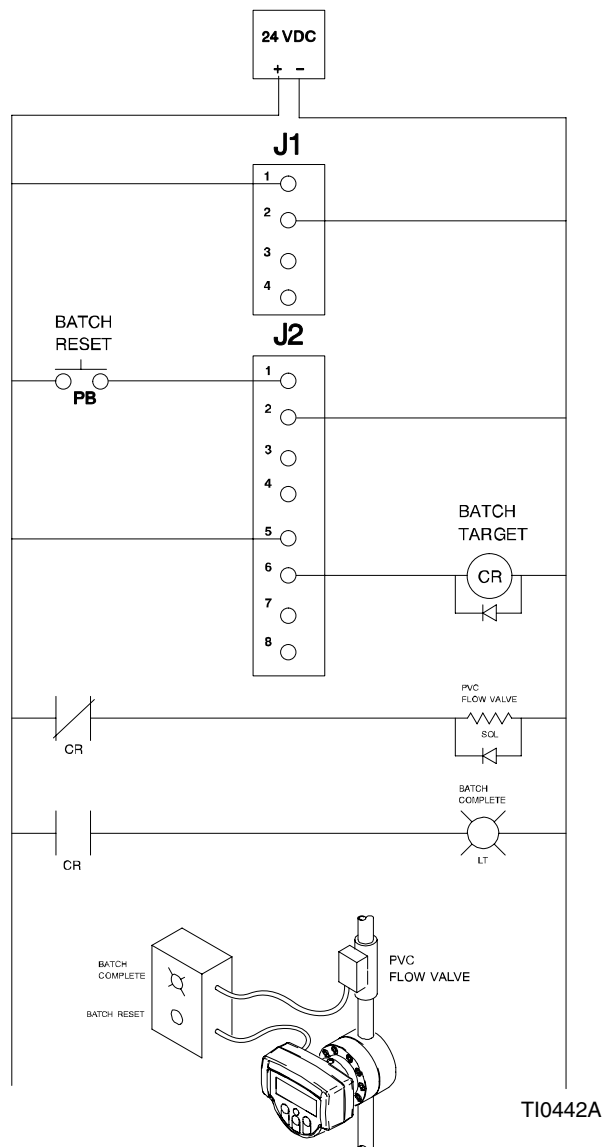 24 VDC
+ −
J1
1
2
3
4
BATCH
RESET
PB
J2
1
2
3
4
5
6
7
8
BATCH
TARGET
CR
CR
PVC
FLOW VALVE
SOL
CR
BATCH
COMPLETE
LT
BATCH
COMPLETE
BATCH RESET
PVC
FLOW VALVE
TI0442A